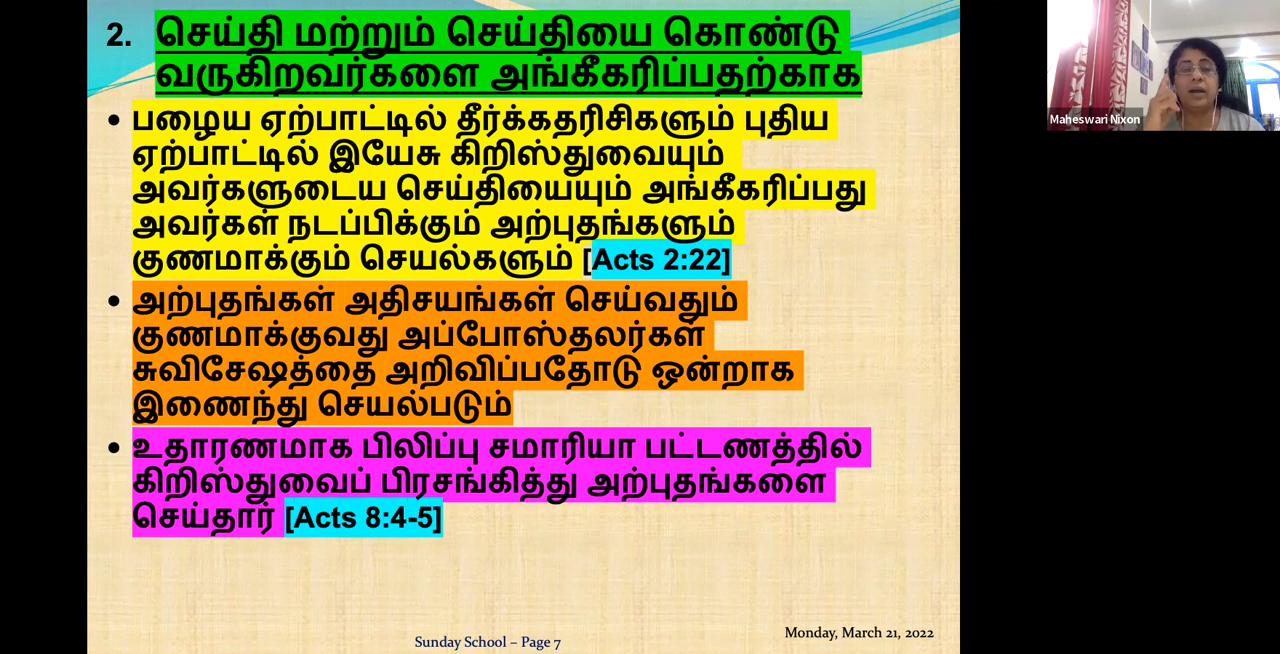 2. செய்தி மற்றும் செய்தியை கொண்டு
வருகிறவர்களை அங்கீகரிப்பதற்காக
• பழைய ஏற்பாட்டில் தீர்க்கதரிசிகளும் புதிய
ஏற்பாட்டில் இயேசு கிறிஸ்துவையும்
அவர்களுடைய செய்தியையும் அங்கீகரிப்பது
அவர்கள் நடப்பிக்கும் அற்புதங்களும்
குணமாக்கும் செயல்களும் [Acts 2:22]
• அற்புதங்கள் அதிசயங்கள் செய்வதும்
குணமாக்குவது அப்போஸ்தலர்கள்
சுவிசேஷத்தை அறிவிப்பதோடு ஒன்றாக
இணைந்து செயல்படும்
• உதாரணமாக பிலிப்பு சமாரியா பட்டணத்தில்
கிறிஸ்துவைப் பிரசங்கித்து அற்புதங்களை
செய்தார் [Acts 8:4-5]
Sunday School – Page 7
Monday, March 21, 2022
Maheswari Nixon